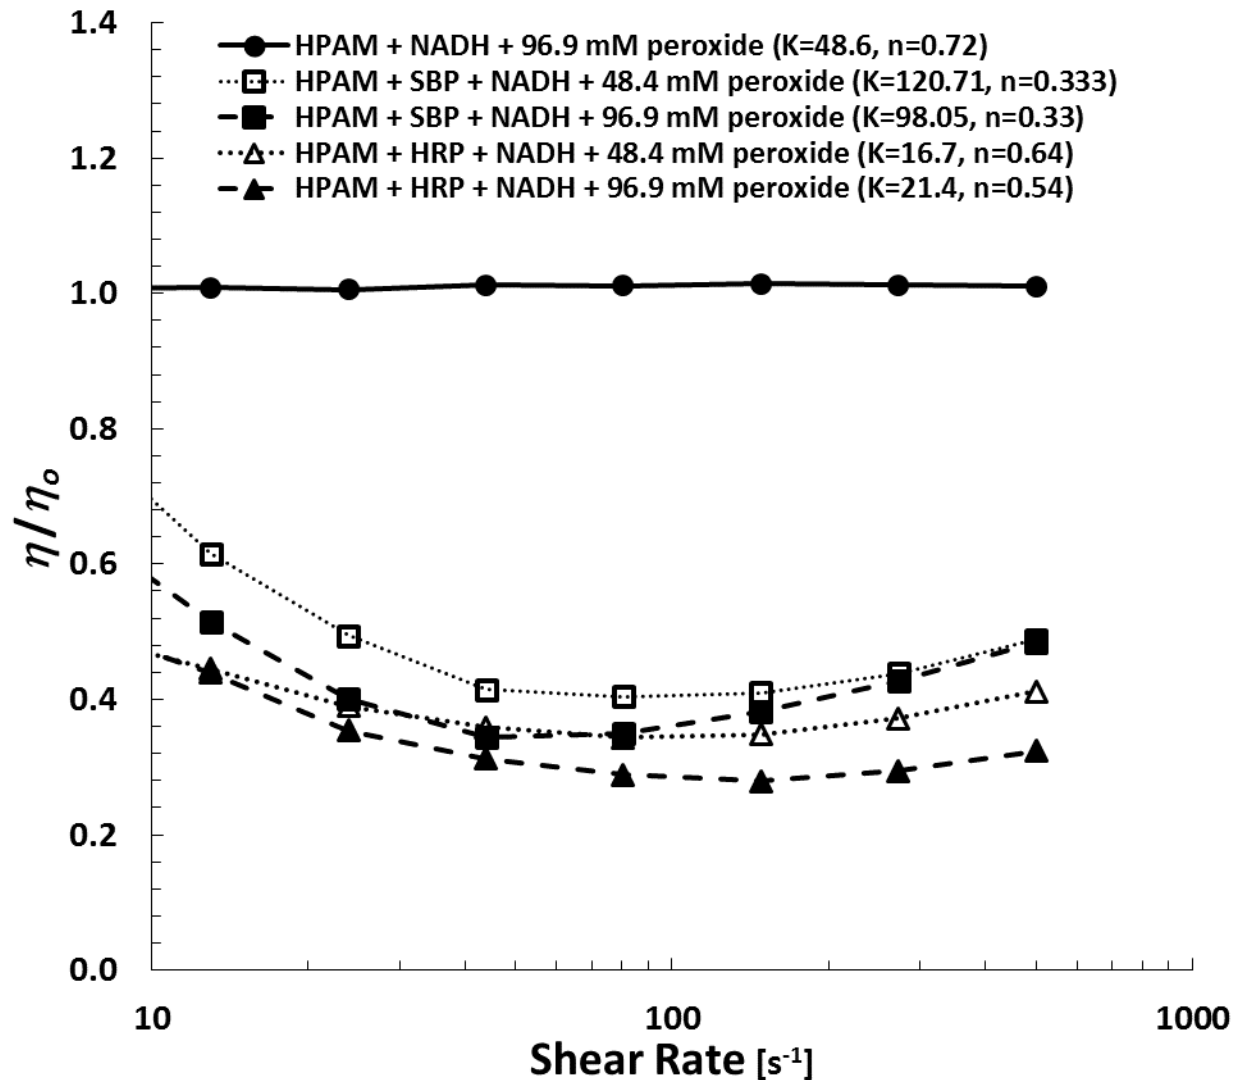 1.4
HPAM + NADH + 96.9 mM peroxide (K=48.6, n=0.72)
HPAM + SBP + NADH + 48.4 mM peroxide (K=120.71, n=0.333)
HPAM + SBP + NADH + 96.9 mM peroxide (K=98.05, n=0.33)
HPAM + HRP + NADH + 48.4 mM peroxide (K=16.7, n=0.64)
HPAM + HRP + NADH + 96.9 mM peroxide (K=21.4, n=0.54)
1.2
1.0
0.8
η/ηo
0.6
0.4
0.2
0.0
10 100 1000
Shear Rate [s⁻¹]